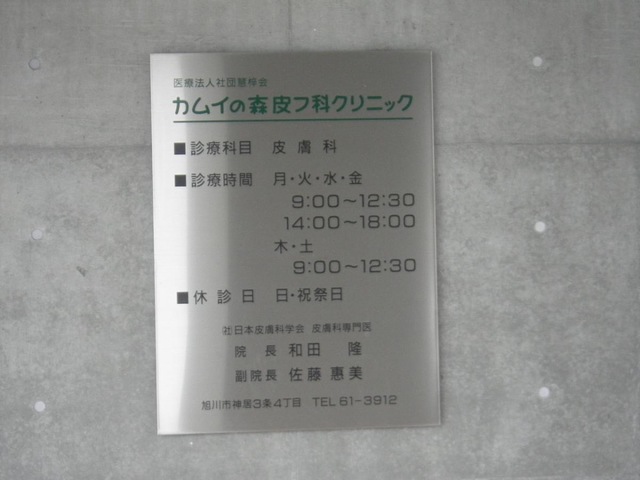 医療法人社団慧梓会
カムイの森皮フ科クリニック
■診療科目 皮膚科
■診療時間 月・火・水・金
9:00〜12:30
14:00〜18:00
木・土
9:00〜12:30
■休診日 日・祝祭日
㈳日本皮膚科学会 皮膚科専門医
院長 和田 隆
副院長 佐藤 惠美
旭川市神居3条4丁目 TEL 61-3912